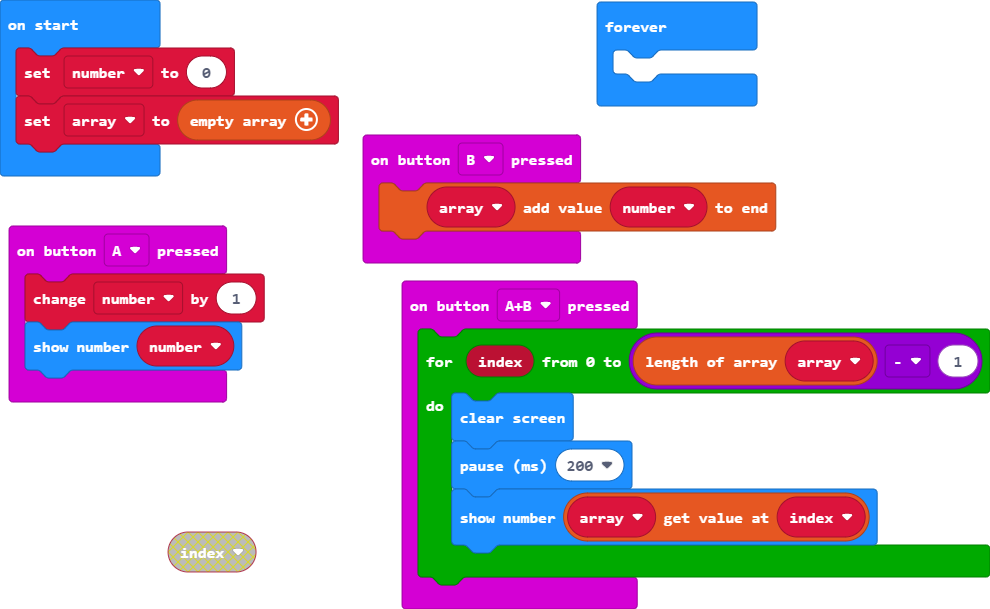 on start
set number to 0
set array to empty array
forever
on button B pressed
array add value number to end
on button A pressed
change number by 1
show number number
on button A+B pressed
for index from 0 to length of array array - 1
do
clear screen
pause (ms) 200
show number array get value at index
index